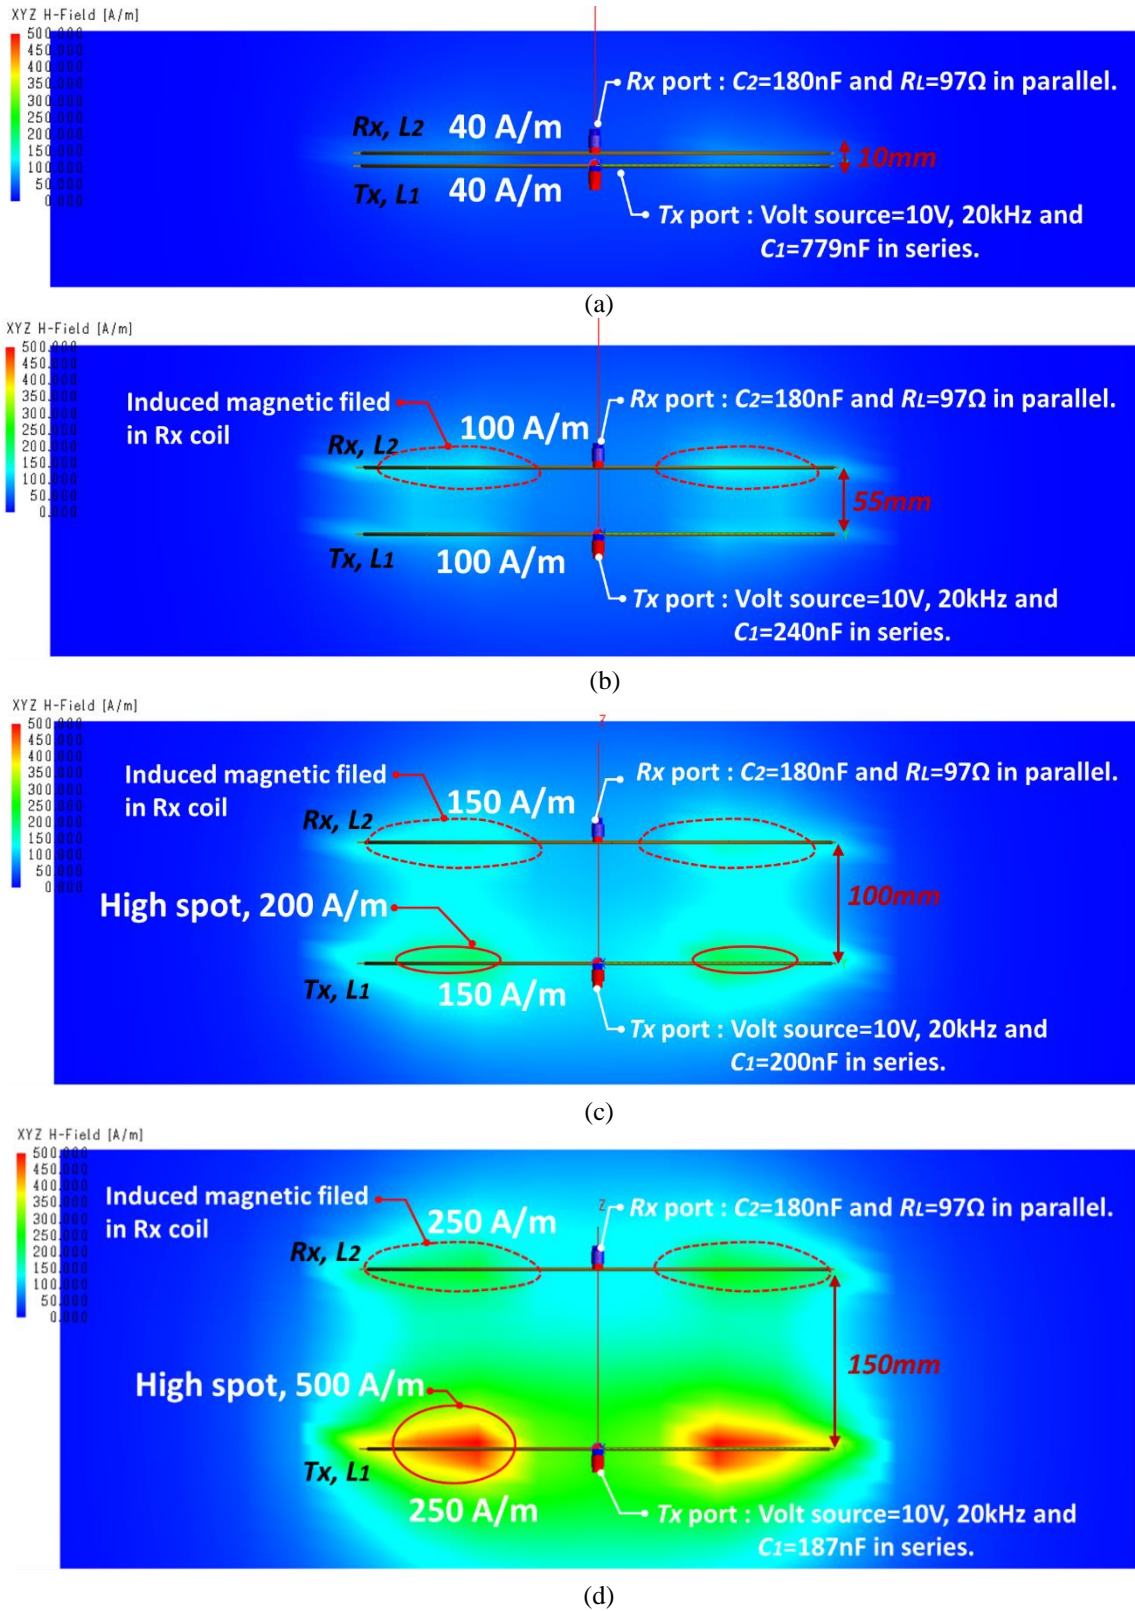 XYZ H-Field [A/m]
500.000
450.000
400.000
350.000
300.000
250.000
200.000
150.000
100.000
50.000
0.000
Rx port : C2=180nF and RL=97Ω in parallel.
Rx, L2
40 A/m
10mm
Tx, L1
40 A/m
Tx port : Volt source=10V, 20kHz and
C1=779nF in series.
(a)
XYZ H-Field [A/m]
500.000
450.000
400.000
350.000
300.000
250.000
200.000
150.000
100.000
50.000
0.000
Induced magnetic filed
in Rx coil
Rx port : C2=180nF and RL=97Ω in parallel.
Rx, L2
100 A/m
55mm
Tx, L1
100 A/m
Tx port : Volt source=10V, 20kHz and
C1=240nF in series.
(b)
XYZ H-Field [A/m]
500.000
450.000
400.000
350.000
300.000
250.000
200.000
150.000
100.000
50.000
0.000
Z
Induced magnetic filed
in Rx coil
Rx port : C2=180nF and RL=97Ω in parallel.
Rx, L2
150 A/m
High spot, 200 A/m
100mm
Tx, L1
150 A/m
Tx port : Volt source=10V, 20kHz and
C1=200nF in series.
(c)
XYZ H-Field [A/m]
500.000
450.000
400.000
350.000
300.000
250.000
200.000
150.000
100.000
50.000
0.000
Induced magnetic filed
in Rx coil
Z
Rx port : C2=180nF and RL=97Ω in parallel.
Rx, L2
250 A/m
150mm
High spot, 500 A/m
Tx, L1
250 A/m
Tx port : Volt source=10V, 20kHz and
C1=187nF in series.
(d)